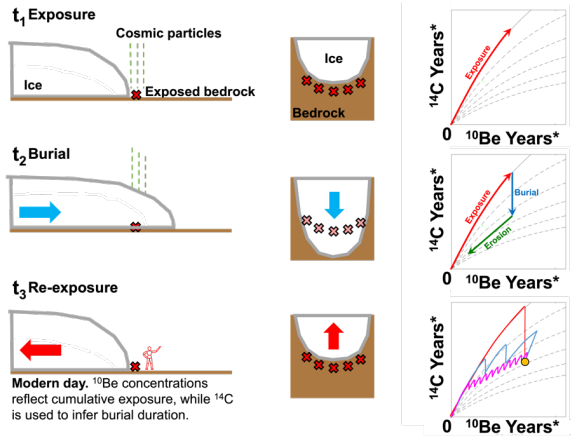 t₁ Exposure
Cosmic particles
Ice
Exposed bedrock
Ice
Bedrock
¹⁴C Years*
Exposure
0
¹⁰Be Years*
t₂ Burial
¹⁴C Years*
Exposure
Burial
Erosion
0
¹⁰Be Years*
t₃ Re-exposure
Modern day. ¹⁰Be concentrations
reflect cumulative exposure, while ¹⁴C
is used to infer burial duration.
¹⁴C Years*
0
¹⁰Be Years*